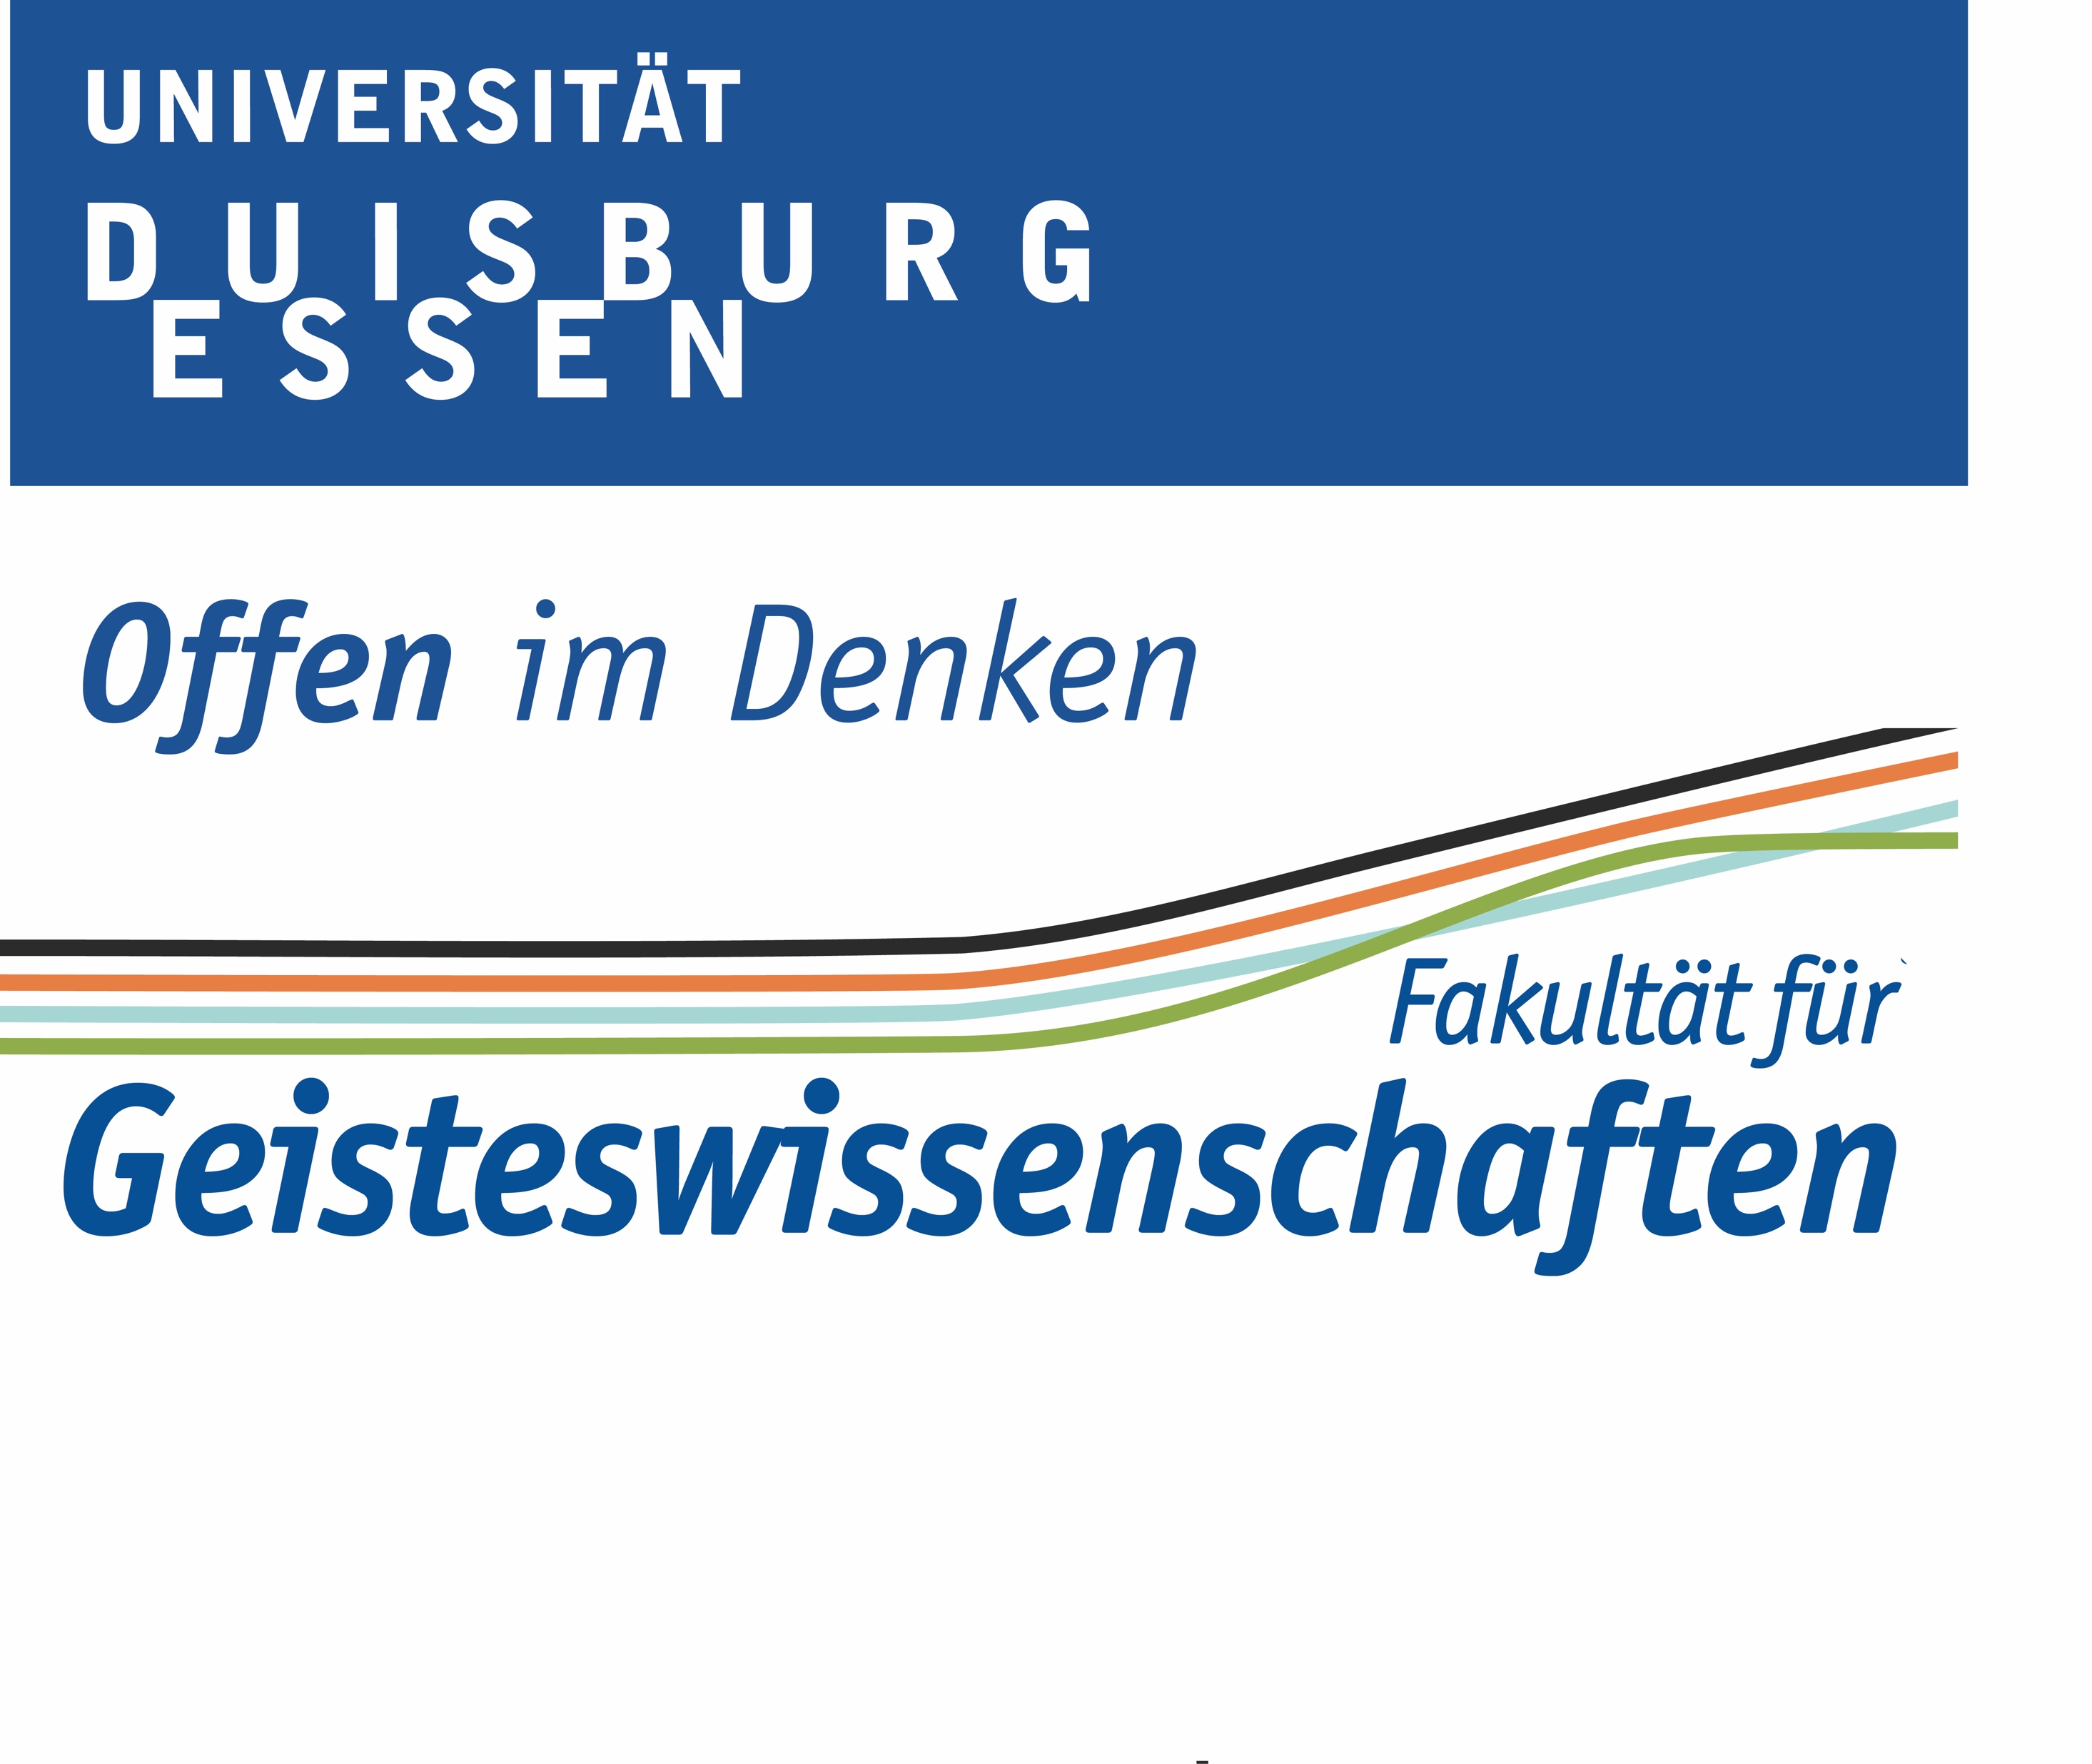 UNIVERSITÄT
DUISBURG
ESSEN
Offen im Denken
Fakultät für
Geisteswissenschaften